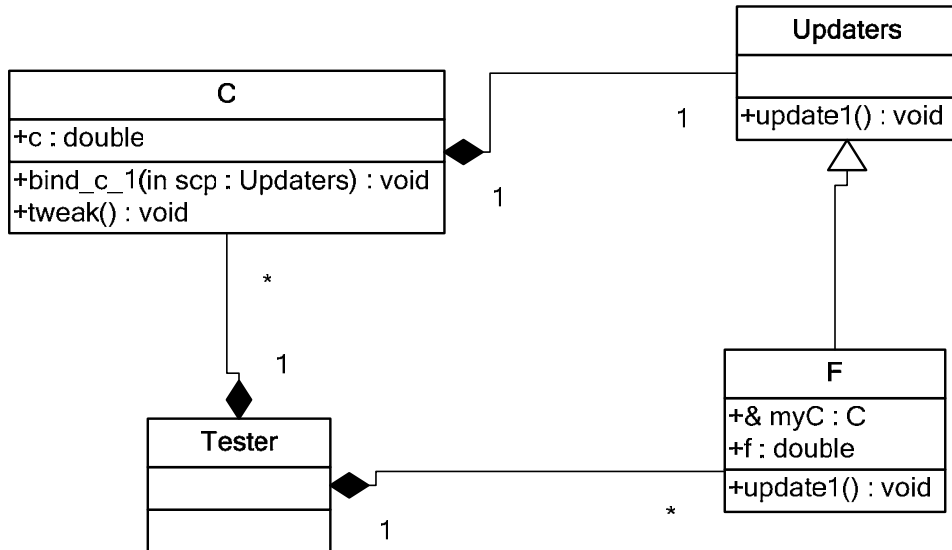 Updaters
+update1() : void
C
+c : double
+bind_c_1(in scp : Updaters) : void
+tweak() : void
1
1
*
1
Tester
1
*
F
+& myC : C
+f : double
+update1() : void